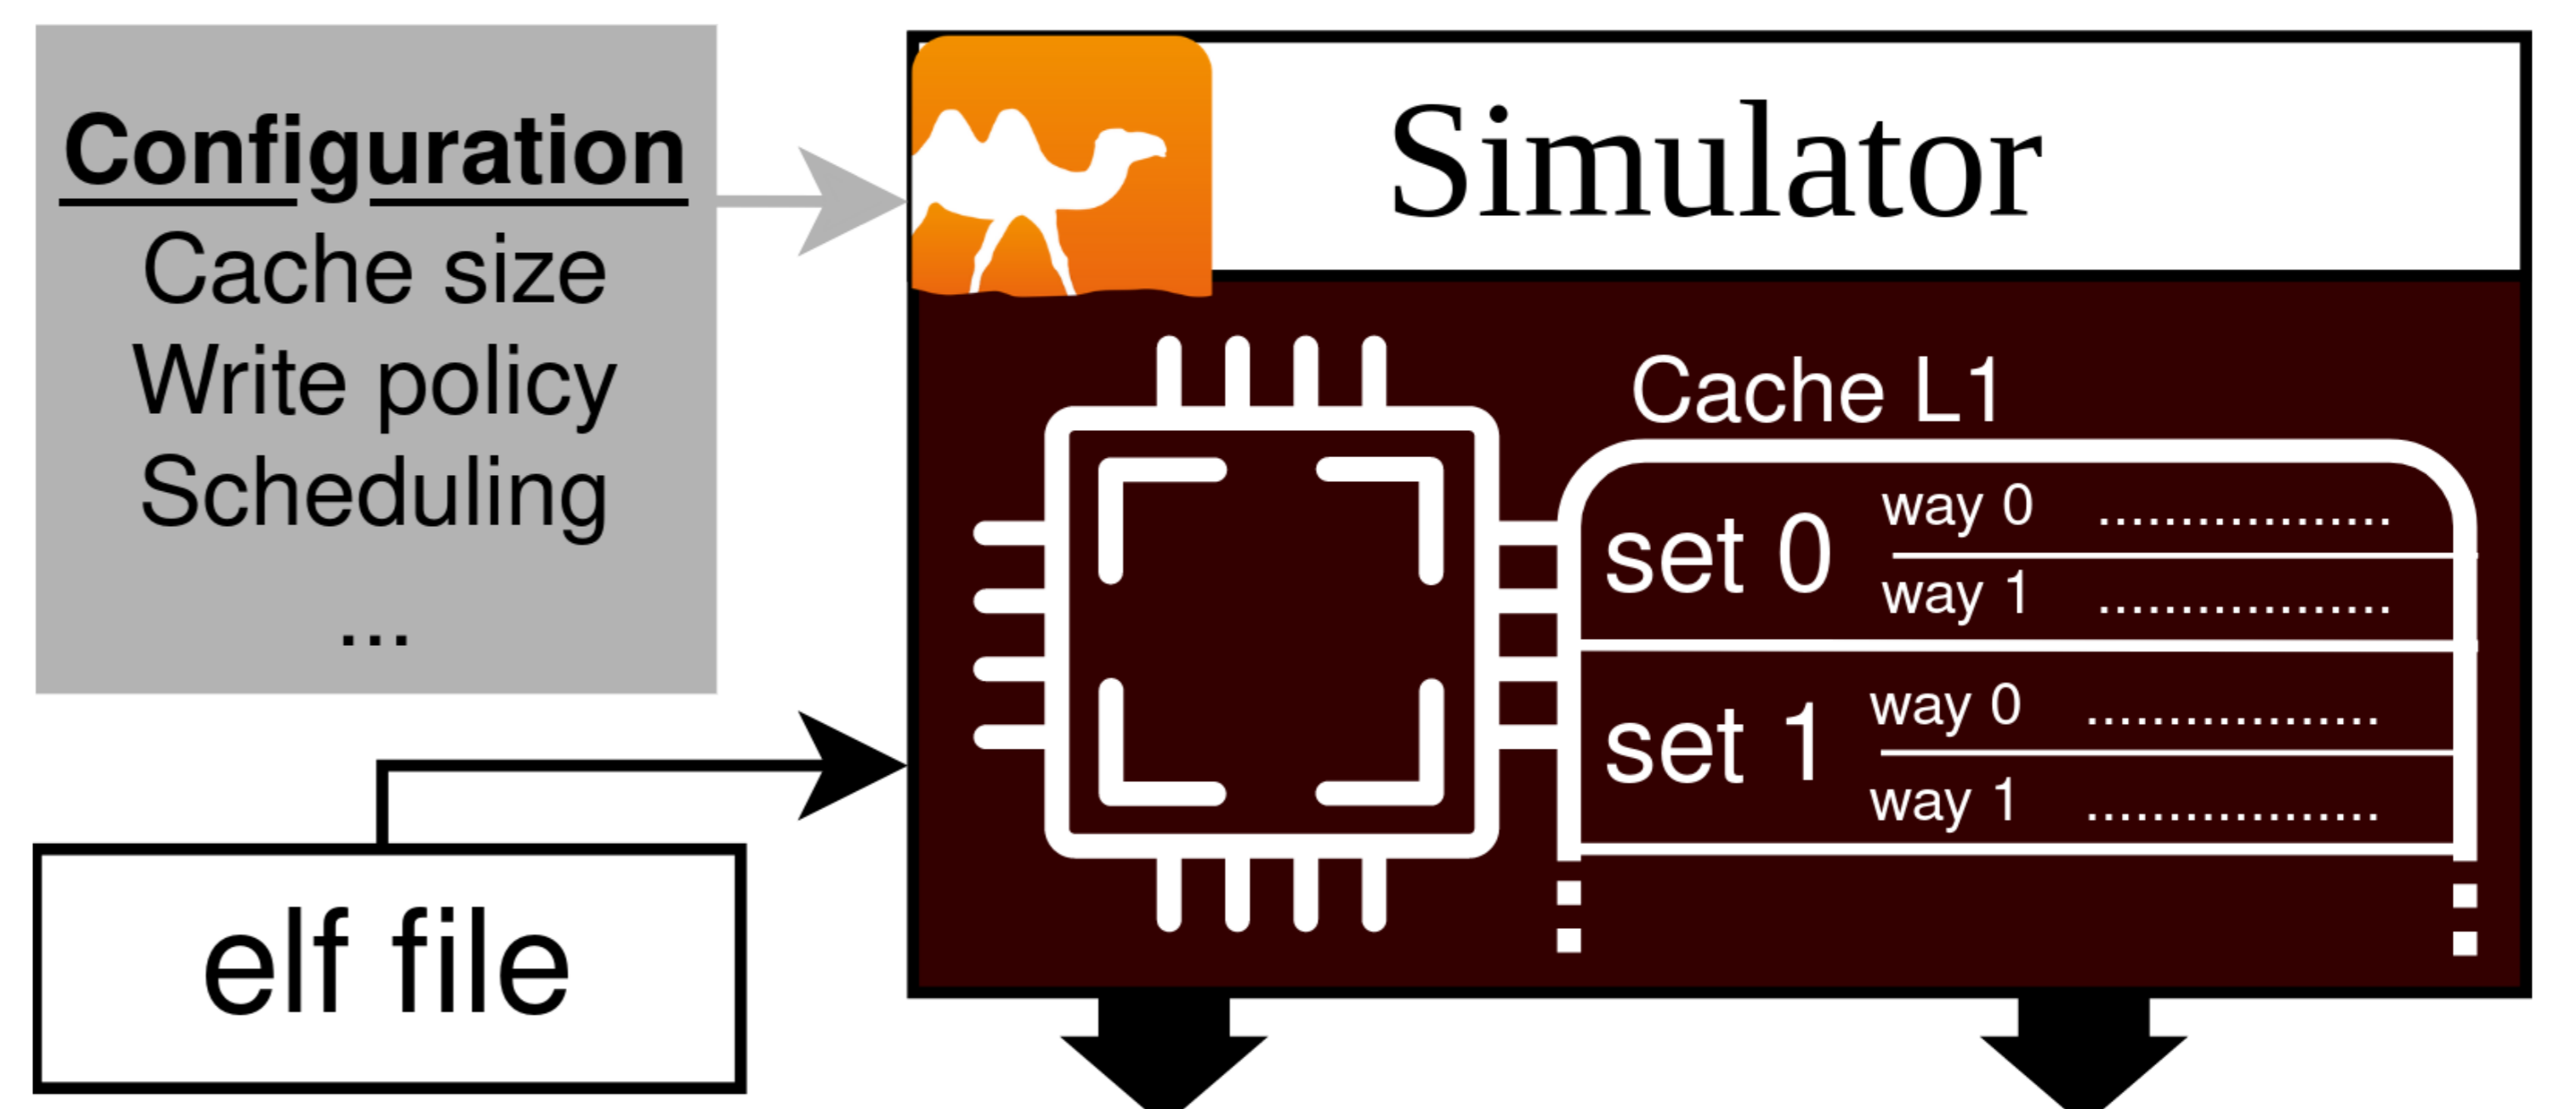 Configuration
Cache size
Write policy
Scheduling
...
elf file
Simulator
Cache L1
set 0
way 0 ..................
way 1 ..................
set 1
way 0 ..................
way 1 ..................